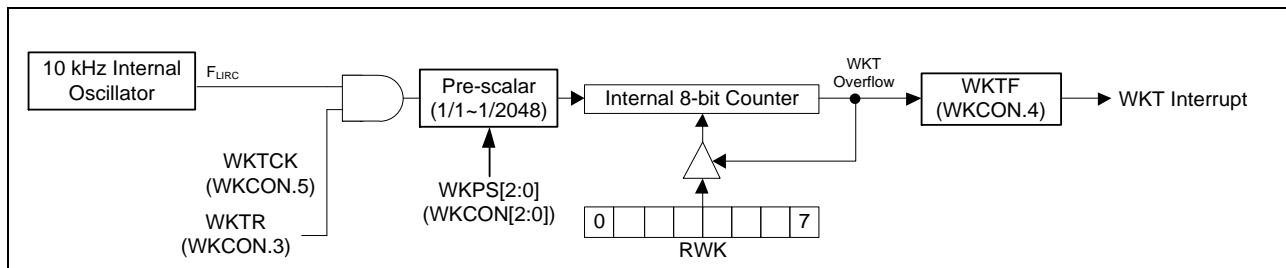 10 kHz Internal
Oscillator
FLIRC
WKTCK
(WKCON.5)
WKTR
(WKCON.3)
Pre-scalar
(1/1~1/2048)
WKPS[2:0]
(WKCON[2:0])
Internal 8-bit Counter
0 7
RWK
WKT
Overflow
WKTF
(WKCON.4)
WKT Interrupt